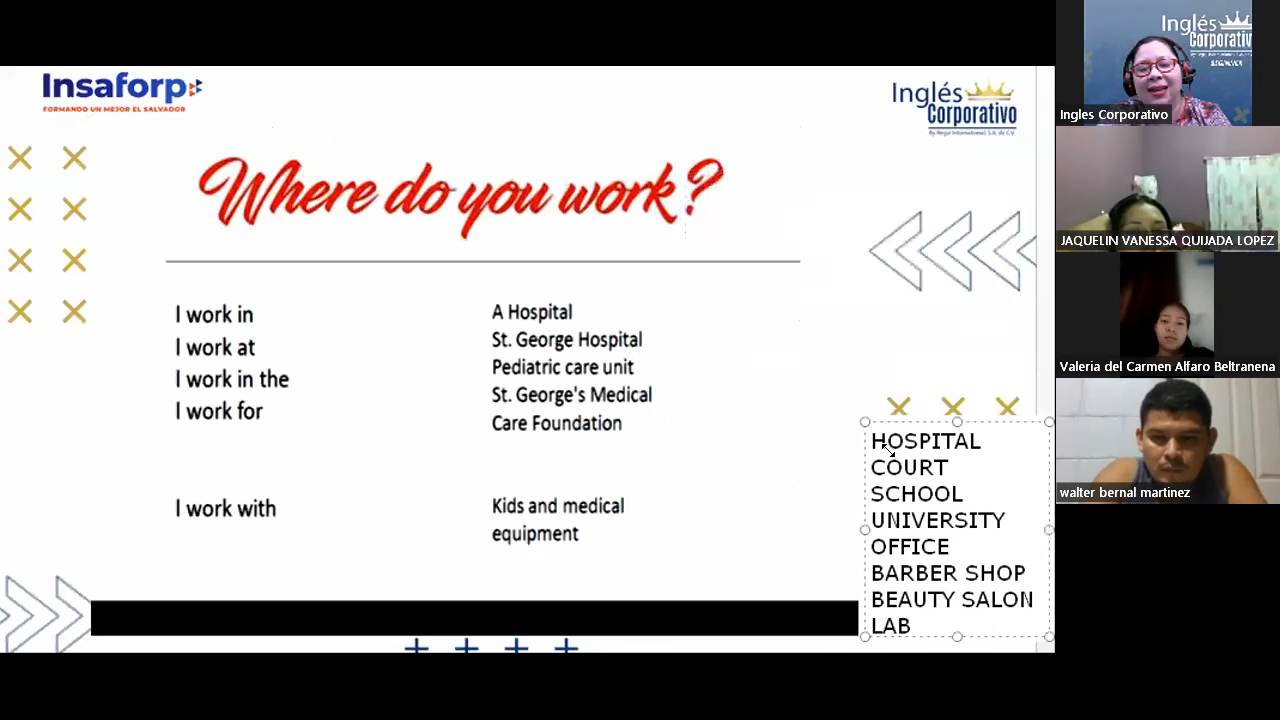 Insaforp
FORMANDO UN MEJOR EL SALVADOR
Inglés
Corporativo
Where do you work?
I work in
I work at
I work in the
I work for
I work with
A Hospital
St. George Hospital
Pediatric care unit
St. George's Medical
Care Foundation
Kids and medical
equipment
HOSPITAL
COURT
SCHOOL
UNIVERSITY
OFFICE
BARBER SHOP
BEAUTY SALON
LAB
Inglés
Corporativo
Ingles Corporativo
JAQUELIN VANESSA QUIJADA LOPEZ
Valeria del Carmen Alfaro Beltranena
walter bernal martinez